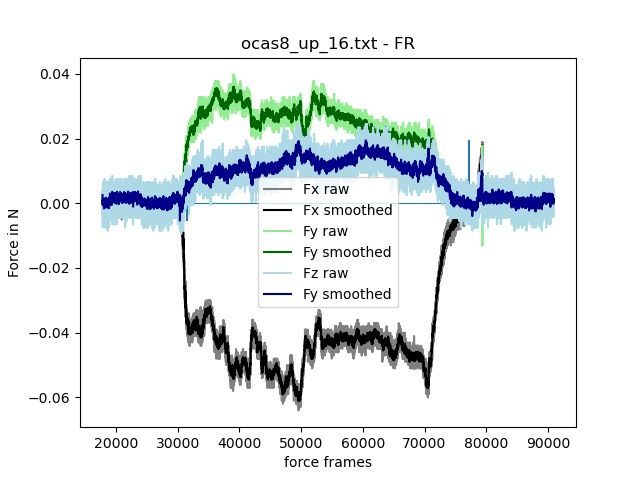 ocas8_up_16.txt - FR
0.04
0.02
0.00
−0.02
−0.04
−0.06
Force in N
Fx raw
Fx smoothed
Fy raw
Fy smoothed
Fz raw
Fy smoothed
20000 30000 40000 50000 60000 70000 80000 90000
force frames